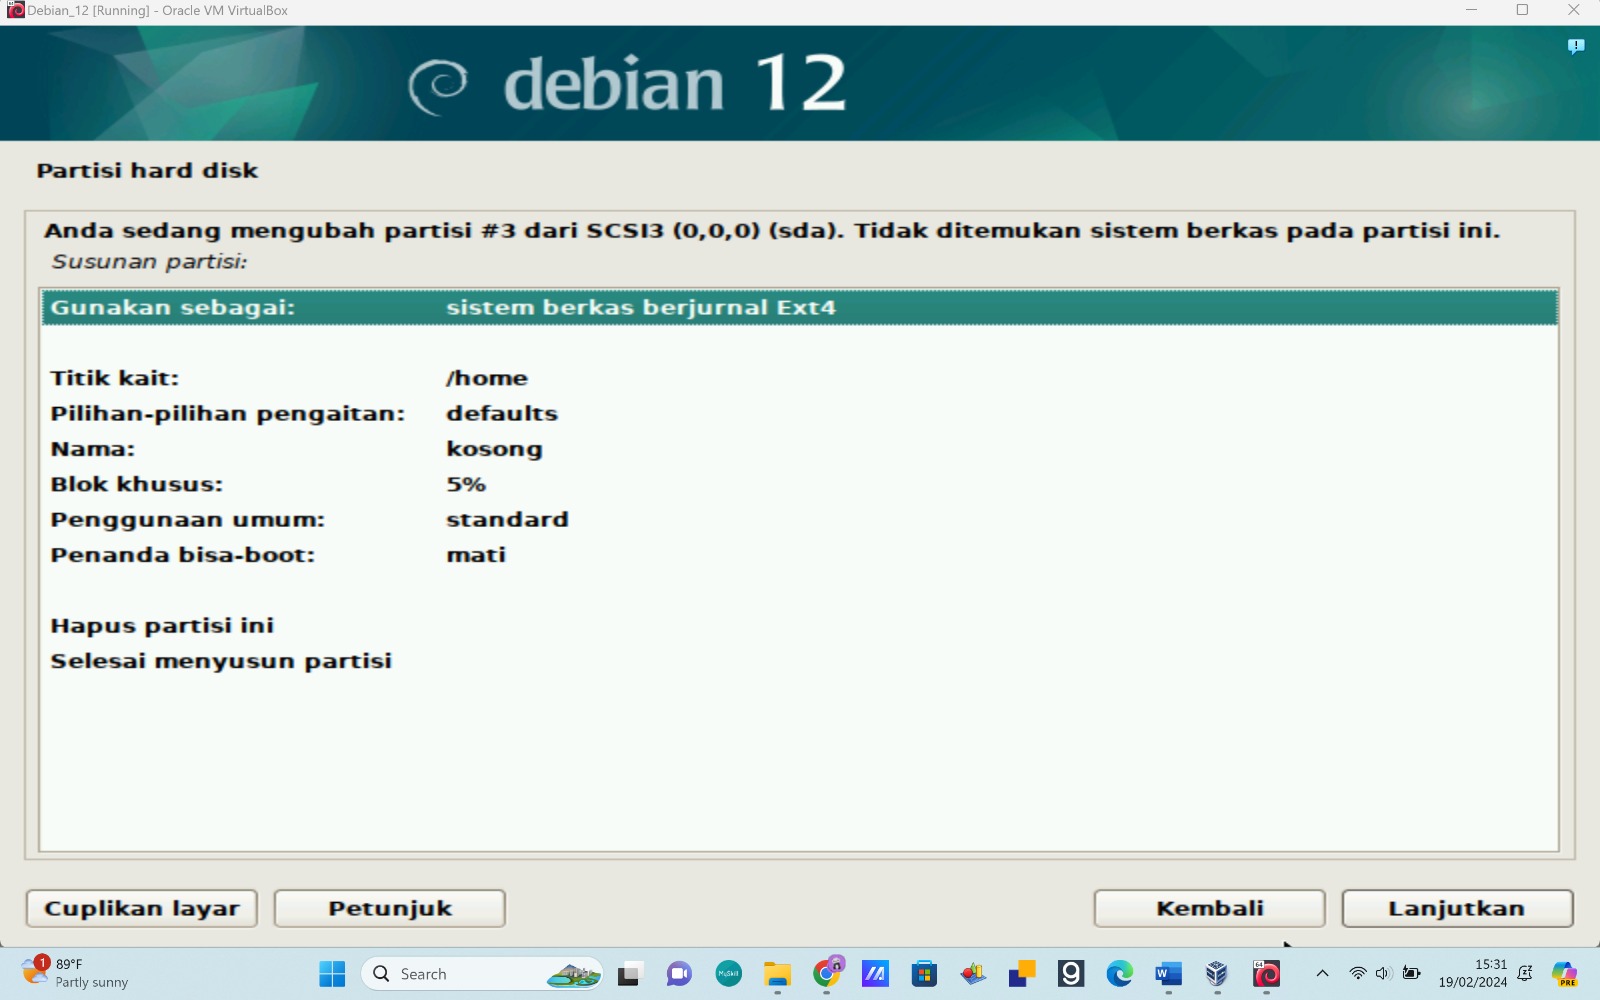 Debian_12 [Running] - Oracle VM VirtualBox
debian 12
Partisi hard disk
Anda sedang mengubah partisi #3 dari SCSI3 (0,0,0) (sda). Tidak ditemukan sistem berkas pada partisi ini.
Susunan partisi:
Gunakan sebagai: sistem berkas berjurnal Ext4
Titik kait: /home
Pilihan-pilihan pengaitan: defaults
Nama: kosong
Blok khusus: 5%
Penggunaan umum: standard
Penanda bisa-boot: mati
Hapus partisi ini
Selesai menyusun partisi
Cuplikan layar Petunjuk Kembali Lanjutkan
1
89°F
Partly sunny
Search
MySkill
64
15:31
19/02/2024
PRE